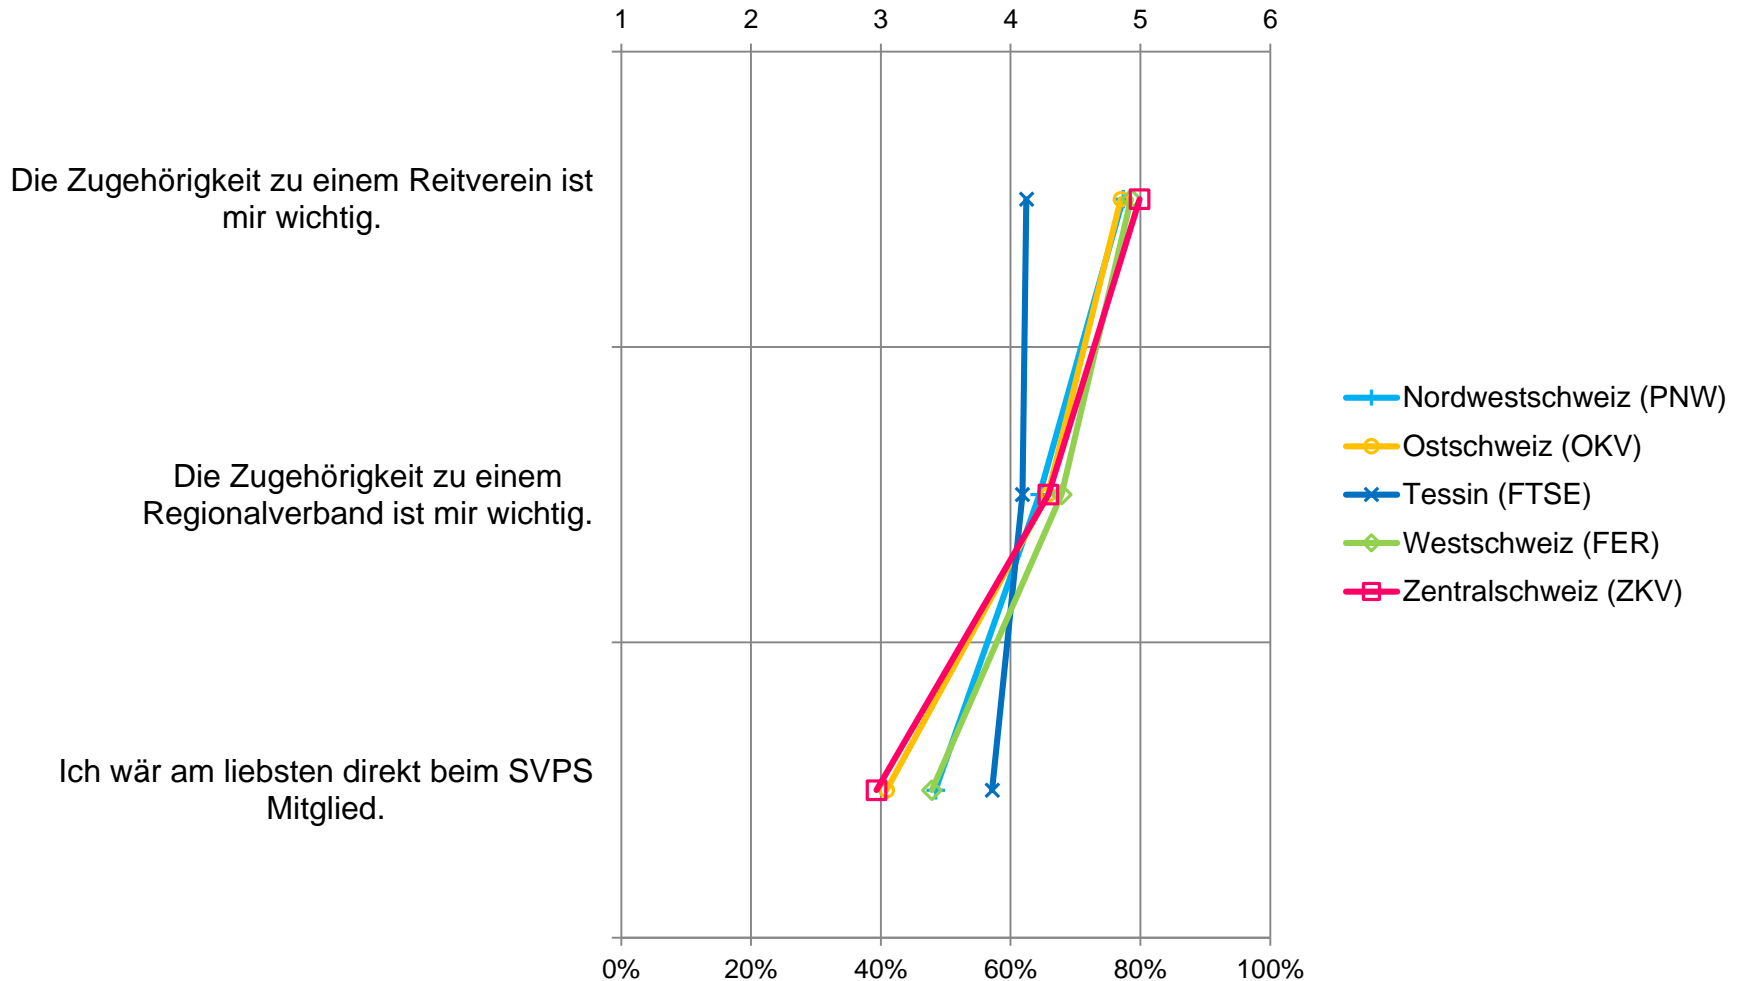 1 2 3 4 5 6
Die Zugehörigkeit zu einem Reitverein ist
mir wichtig.
Die Zugehörigkeit zu einem
Regionalverband ist mir wichtig.
Ich wär am liebsten direkt beim SVPS
Mitglied.
Nordwestschweiz (PNW)
Ostschweiz (OKV)
Tessin (FTSE)
Westschweiz (FER)
Zentralschweiz (ZKV)
0% 20% 40% 60% 80% 100%